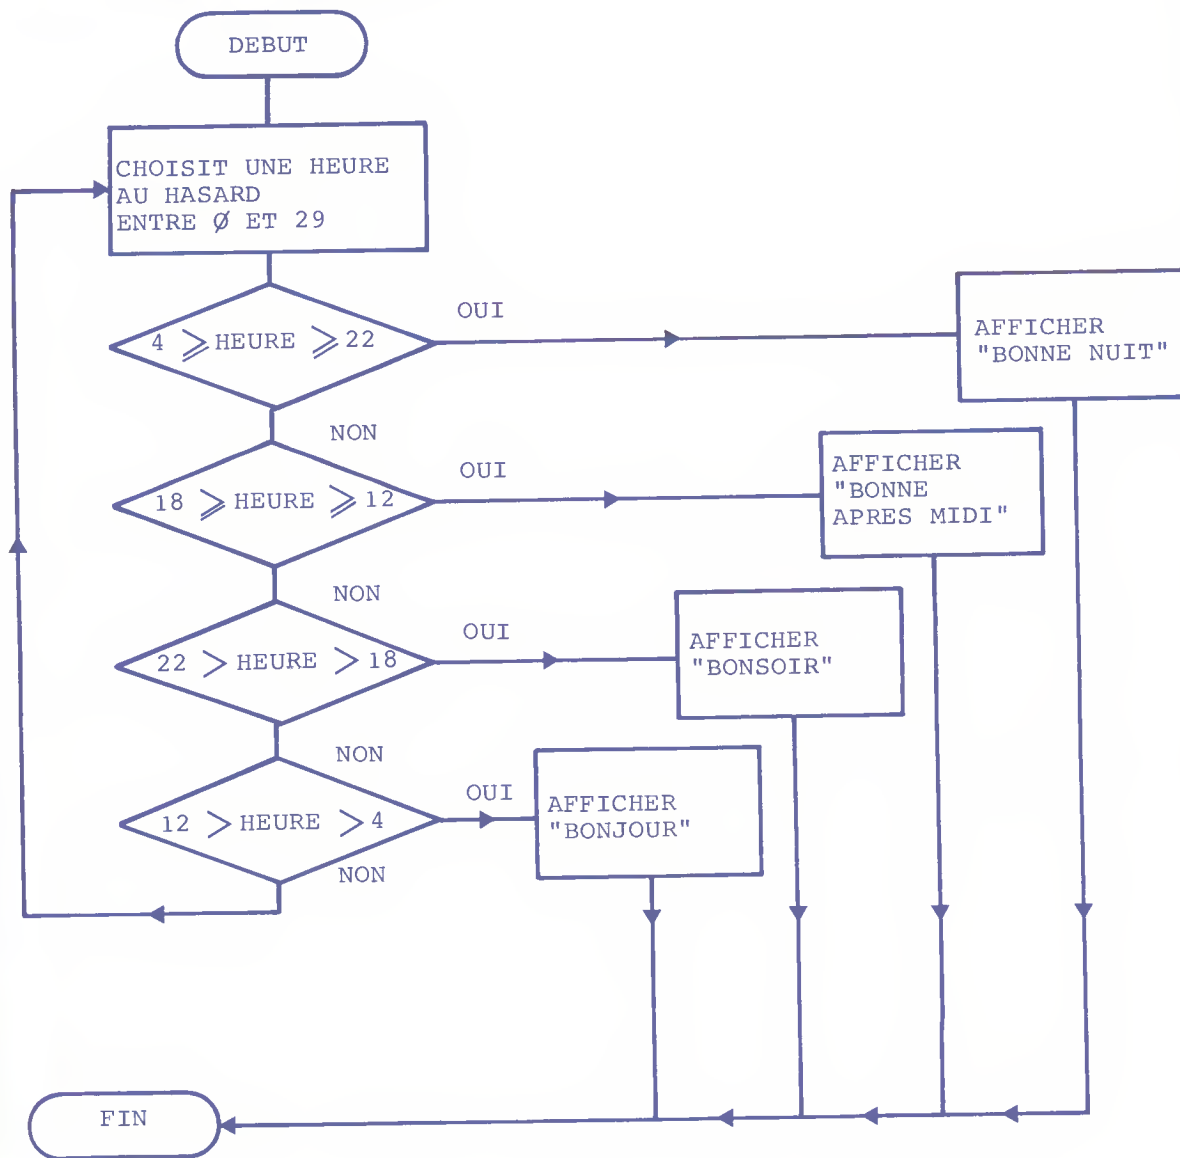 DEBUT
CHOISIT UNE HEURE
AU HASARD
ENTRE Ø ET 29
4 ⩾ HEURE ⩾ 22
OUI
AFFICHER
"BONNE NUIT"
NON
18 ⩾ HEURE ⩾ 12
OUI
AFFICHER
"BONNE
APRES MIDI"
NON
22 > HEURE > 18
OUI
AFFICHER
"BONSOIR"
NON
12 > HEURE > 4
OUI
AFFICHER
"BONJOUR"
NON
FIN